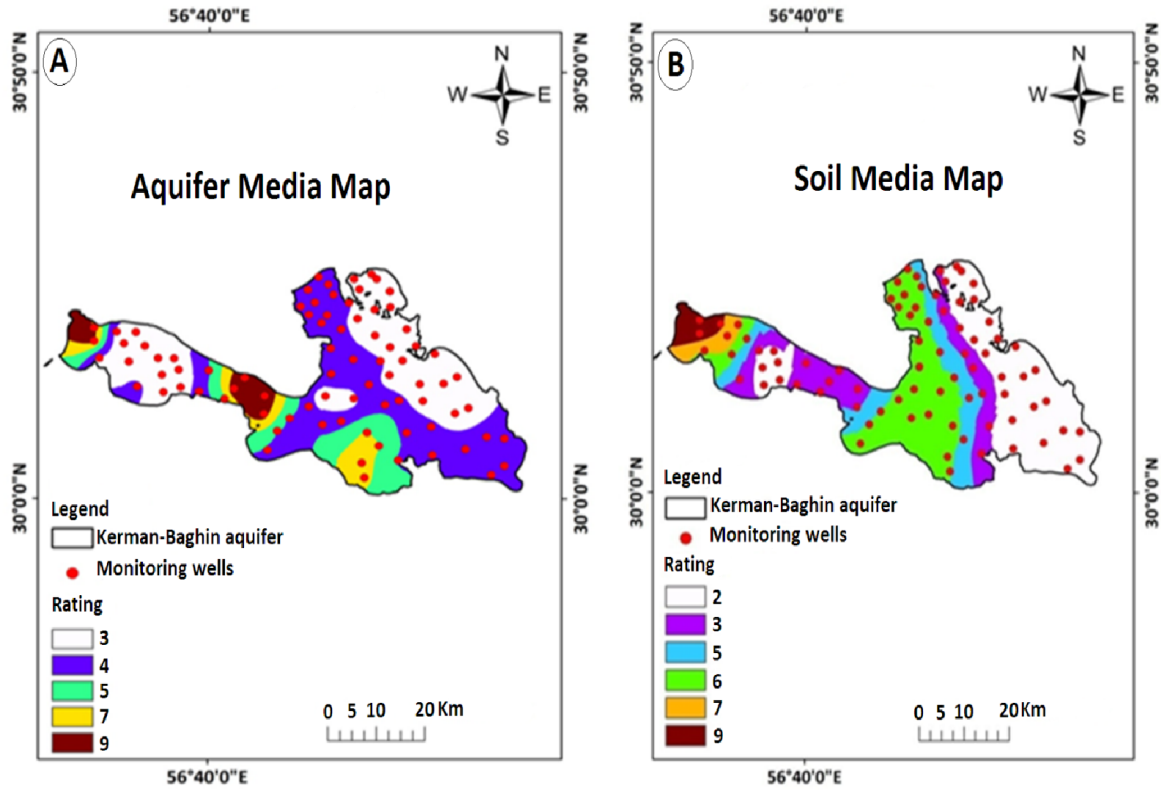 56°40'0"E
A
N
W E
S
30°50'0"N
30°50'0"N
Aquifer Media Map
30°0'0"N
30°0'0"N
Legend
Kerman-Baghin aquifer
Monitoring wells
Rating
3
4
5
7
9
0 5 10 20 Km
56°40'0"E
56°40'0"E
B
N
W E
S
30°50'0"N
30°50'0"N
Soil Media Map
30°0'0"N
30°0'0"N
Legend
Kerman-Baghin aquifer
Monitoring wells
Rating
2
3
5
6
7
9
0 5 10 20 Km
56°40'0"E